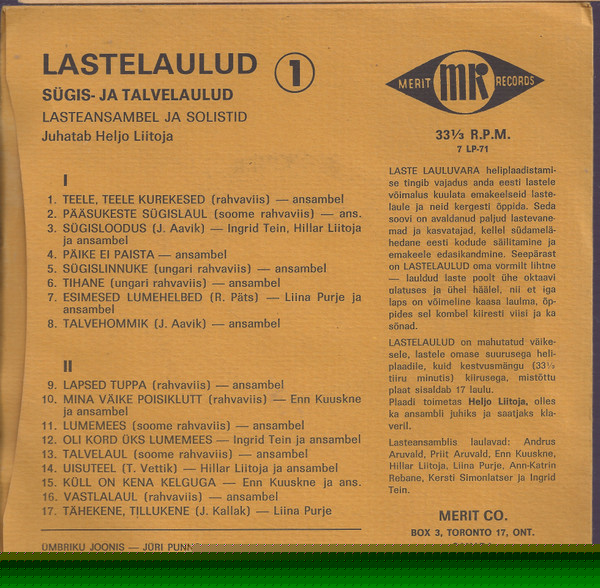 LASTELAULUD 1
SÜGIS- JA TALVELAULUD
LASTEANSAMBEL JA SOLISTID
Juhatab Heljo Liitoja
I
1. TEELE, TEELE KUREKESED (rahvaviis) — ansambel
2. PÄÄSUKESTE SÜGISLAUL (soome rahvaviis) — ans.
3. SÜGISLOODUS (J. Aavik) — Ingrid Tein, Hillar Liitoja
ja ansambel
4. PÄIKE EI PAISTA — ansambel
5. SÜGISLINNUKE (ungari rahvaviis) — ansambel
6. TIHANE (ungari rahvaviis) — ansambel
7. ESIMESED LUMEHELBED (R. Päts) — Liina Purje ja
ansambel
8. TALVEHOMMIK (J. Aavik) — ansambel
II
9. LAPSED TUPPA (rahvaviis) — ansambel
10. MINA VÄIKE POISIKLUTT (rahvaviis) — Enn Kuuskne
ja ansambel
11. LUMEMEES (soome rahvaviis) — ansambel
12. OLI KORD ÜKS LUMEMEES — Ingrid Tein ja ansambel
13. TALVELAUL (soome rahvaviis) — ansambel
14. UISUTEEL (T. Vettik) — Hillar Liitoja ja ansambel
15. KÜLL ON KENA KELGUGA — Enn Kuuskne ja ans.
16. VASTLALAUL (rahvaviis) — ansambel
17. TÄHEKENE, TILLUKENE (J. Kallak) — Liina Purje
ÜMBRIKU JOONIS — JÜRI
MERIT MR RECORDS
33⅓ R.P.M.
7 LP-71
LASTE LAULUVARA heliplaadistami-
se tingib vajadus anda eesti lastele
võimalus kuulata emakeelseid laste-
laule ja neid kergesti õppida. Seda
soovi on avaldanud paljud lastevane-
mad ja kasvatajad, kellel südamelä-
hedane eesti kodude säilitamine ja
emakeele edasikandmine. Seepärast
on LASTELAULUD oma vormilt lihtne
— lauldud laste poolt ühe oktaavi
ulatuses ja ühel häälel, nii et iga
laps on võimeline kaasa laulma, õp-
pides sel kombel kiiresti viisi ja ka
sõnad.
LASTELAULUD on mahutatud väike-
sele, lastele omase suurusega heli-
plaadile, kuid kestvusmängu (33⅓
tiiru minutis) kiirusega, mistõttu
plaat sisaldab 17 laulu.
Plaadi toimetas Heljo Liitoja, olles
ka ansambli juhiks ja saatjaks kla-
veril.
Lasteansamblis laulavad: Andrus
Aruvald, Priit Aruvald, Enn Kuuskne,
Hillar Liitoja, Liina Purje, Ann-Katrin
Rabane, Kersti Simonlatser ja Ingrid
Tein.
MERIT CO.
BOX 3, TORONTO 17, ONT.